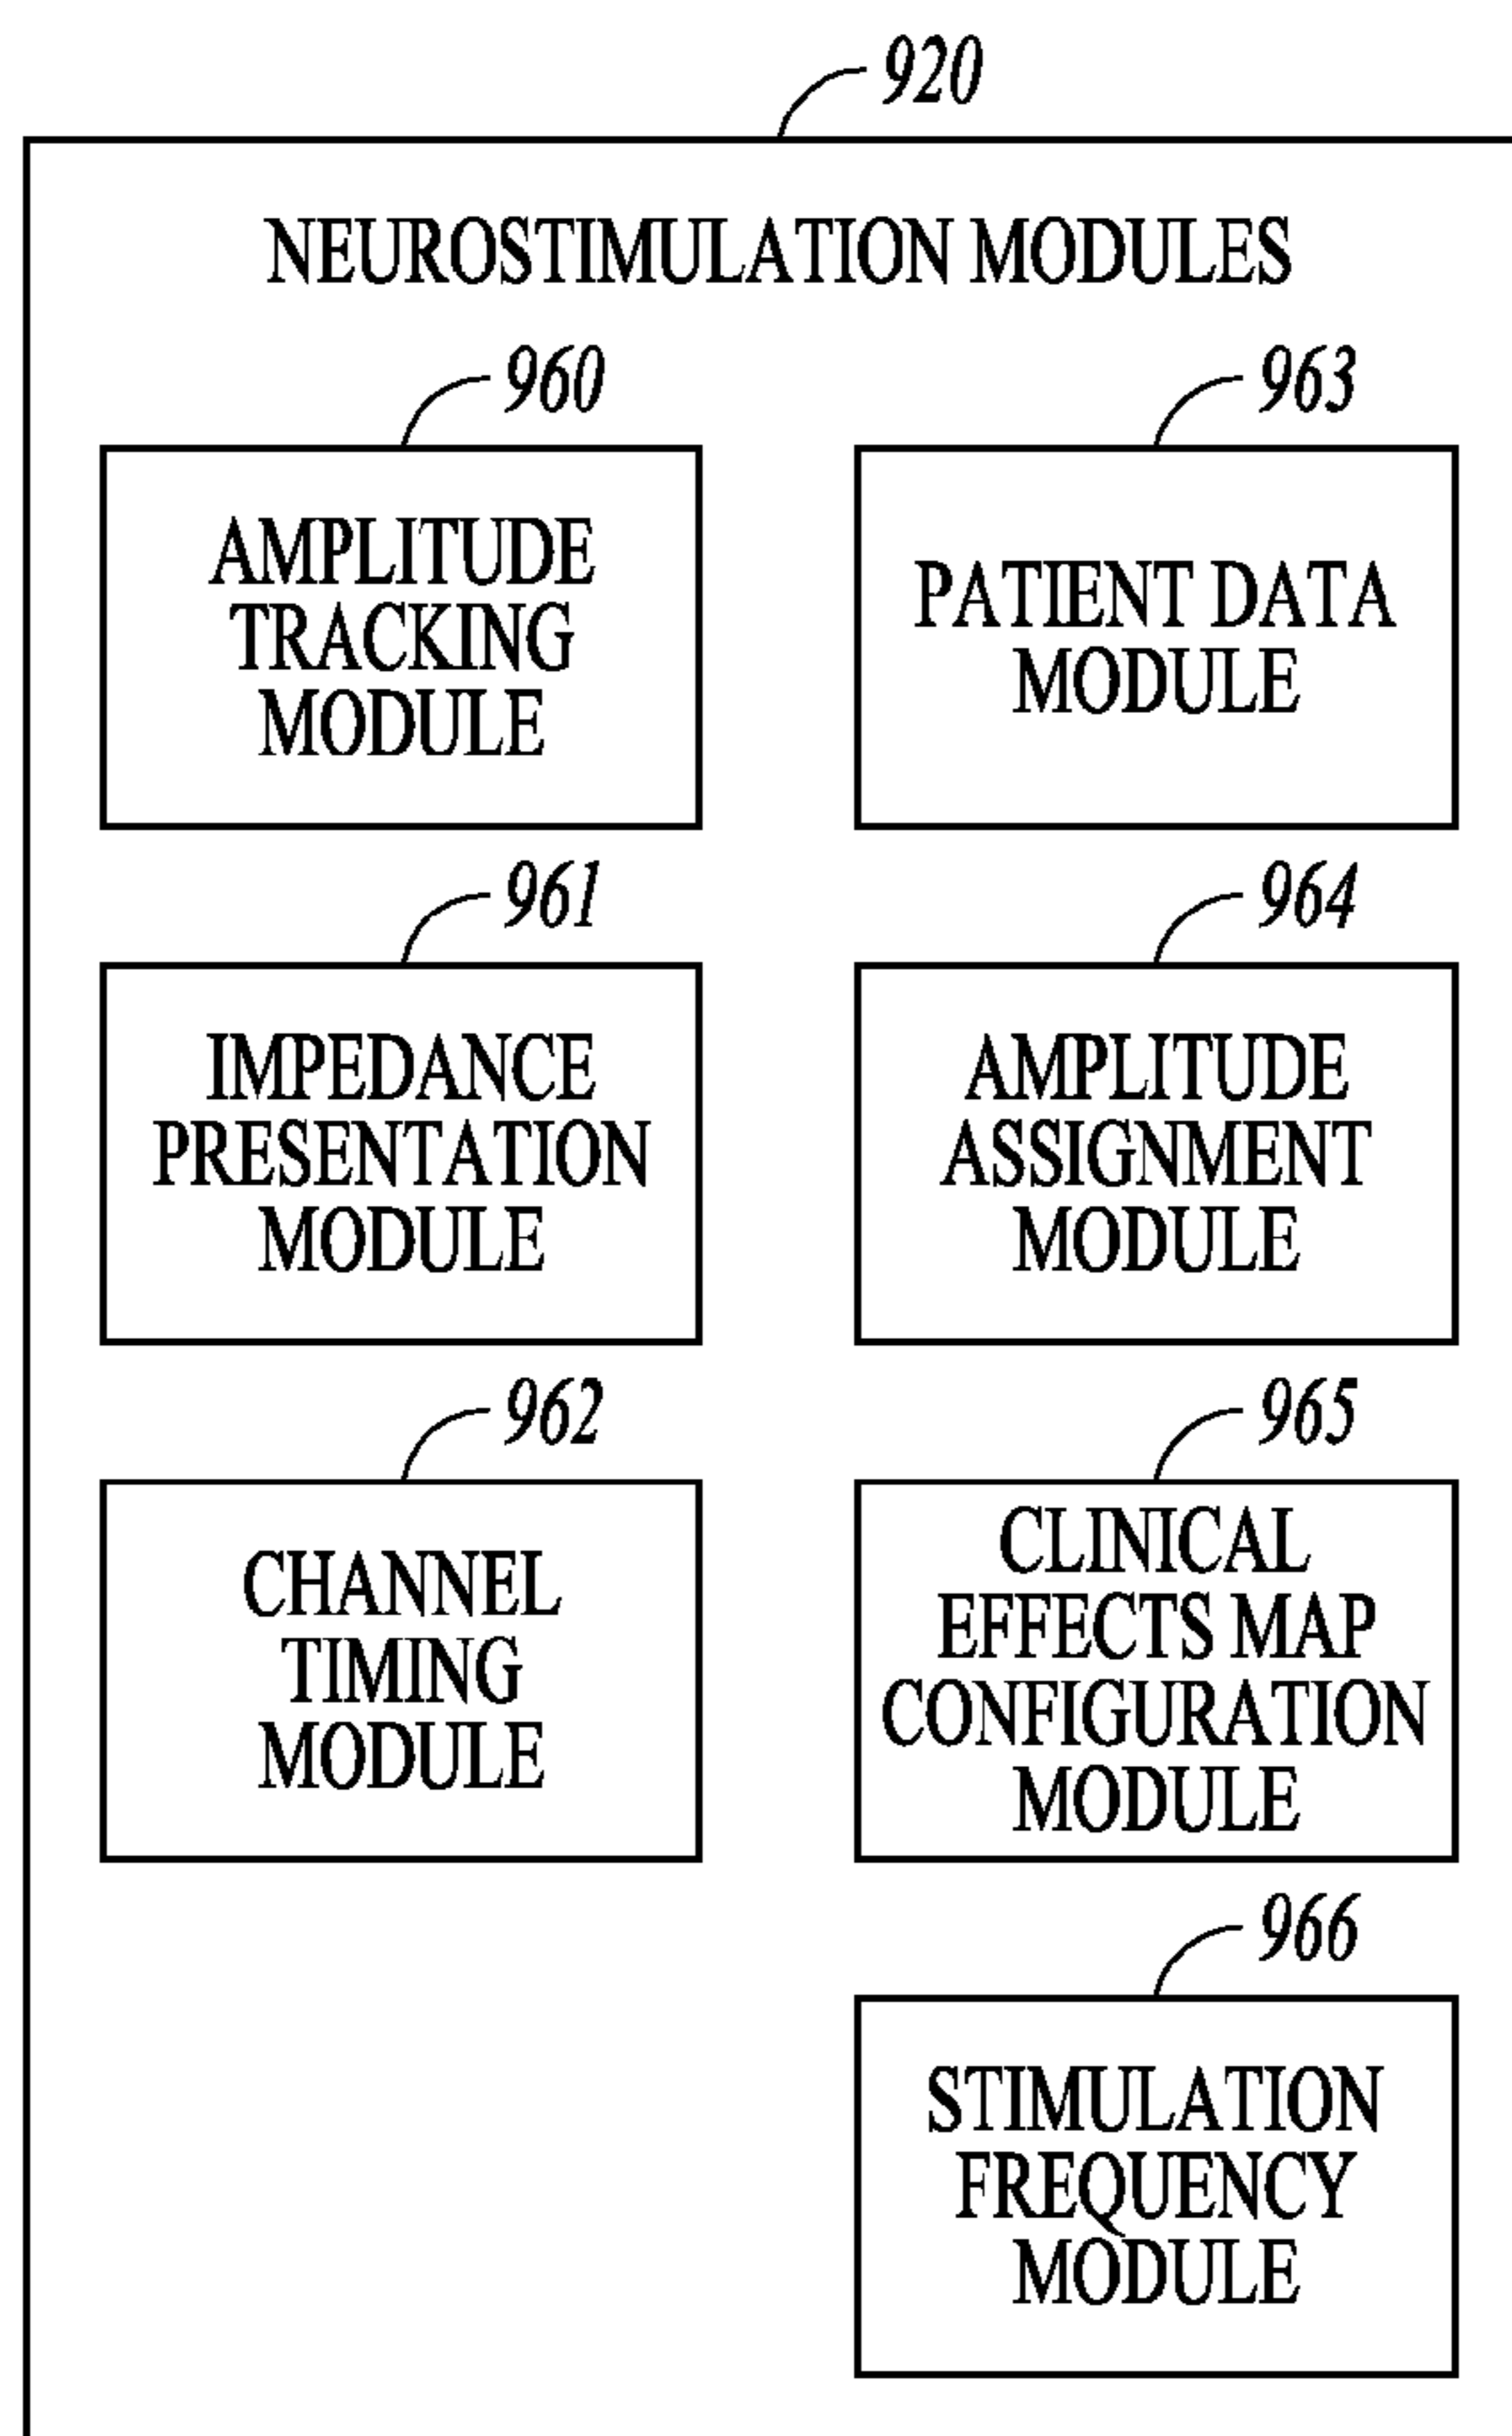 920
NEUROSTIMULATION MODULES
960
AMPLITUDE
TRACKING
MODULE
963
PATIENT DATA
MODULE
961
IMPEDANCE
PRESENTATION
MODULE
964
AMPLITUDE
ASSIGNMENT
MODULE
962
CHANNEL
TIMING
MODULE
965
CLINICAL
EFFECTS MAP
CONFIGURATION
MODULE
966
STIMULATION
FREQUENCY
MODULE